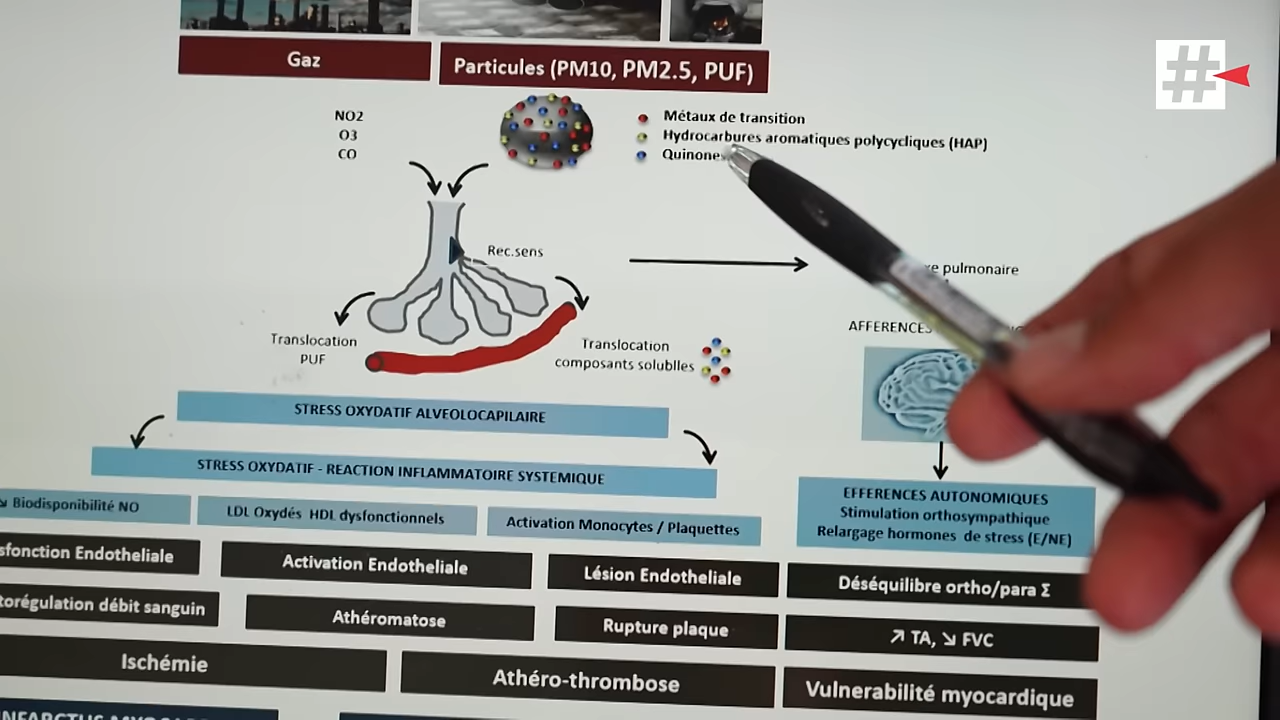 Gaz
Particules (PM10, PM2.5, PUF)
NO2
O3
CO
Métaux de transition
Hydrocarbures aromatiques polycycliques (HAP)
Quinones
Rec.sens
pulmonaire
Translocation
PUF
Translocation
composants solublles
AFFERENCES
STRESS OXYDATIF ALVEOLOCAPILAIRE
STRESS OXYDATIF - REACTION INFLAMMATOIRE SYSTEMIQUE
↘ Biodisponibilité NO
LDL Oxydés HDL dysfonctionnels
Activation Monocytes / Plaquettes
EFFERENCES AUTONOMIQUES
Stimulation orthosympathique
Relargage hormones de stress (E/NE)
sfonction Endotheliale
Activation Endotheliale
Lésion Endotheliale
Déséquilibre ortho/para Σ
torégulation débit sanguin
Athéromatose
Rupture plaque
↗ TA, ↘ FVC
Ischémie
Athéro-thrombose
Vulnerabilité myocardique
#